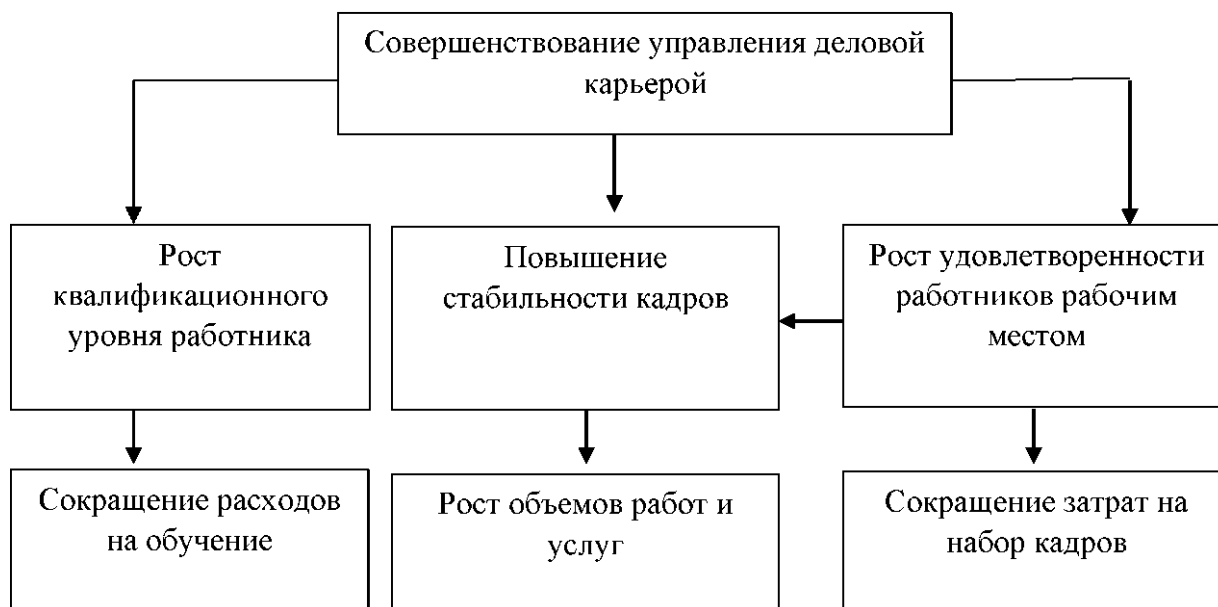 Совершенствование управления деловой
карьерой
Рост
квалификационного
уровня работника
Повышение
стабильности кадров
Рост удовлетворенности
работников рабочим
местом
Сокращение расходов
на обучение
Рост объемов работ и
услуг
Сокращение затрат на
набор кадров